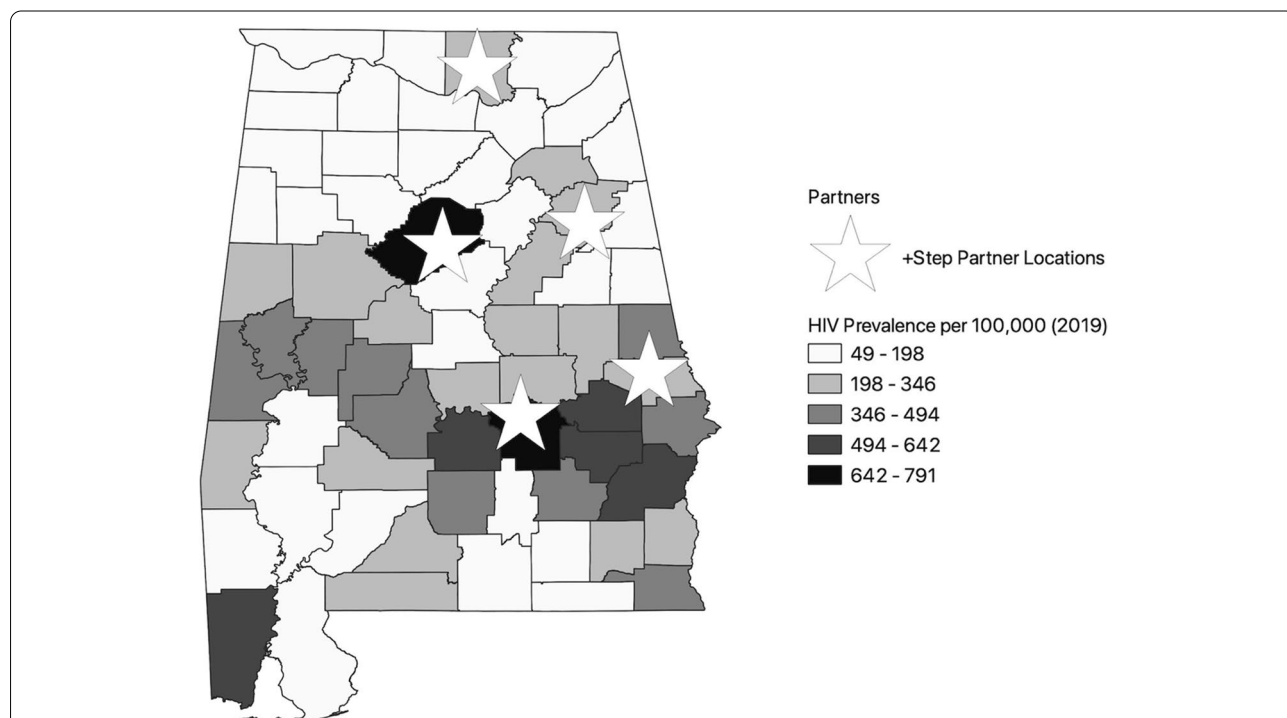 Partners
+Step Partner Locations
HIV Prevalence per 100,000 (2019)
49 - 198
198 - 346
346 - 494
494 - 642
642 - 791